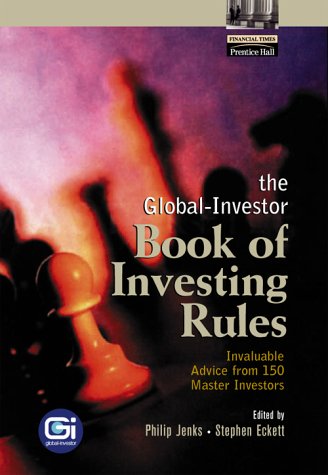 FINANCIAL TIMES
Prentice Hall
the
Global-Investor
Book of
Investing
Rules
Invaluable
Advice from 150
Master Investors
Edited by
Philip Jenks • Stephen Eckett
Gi
global-investor